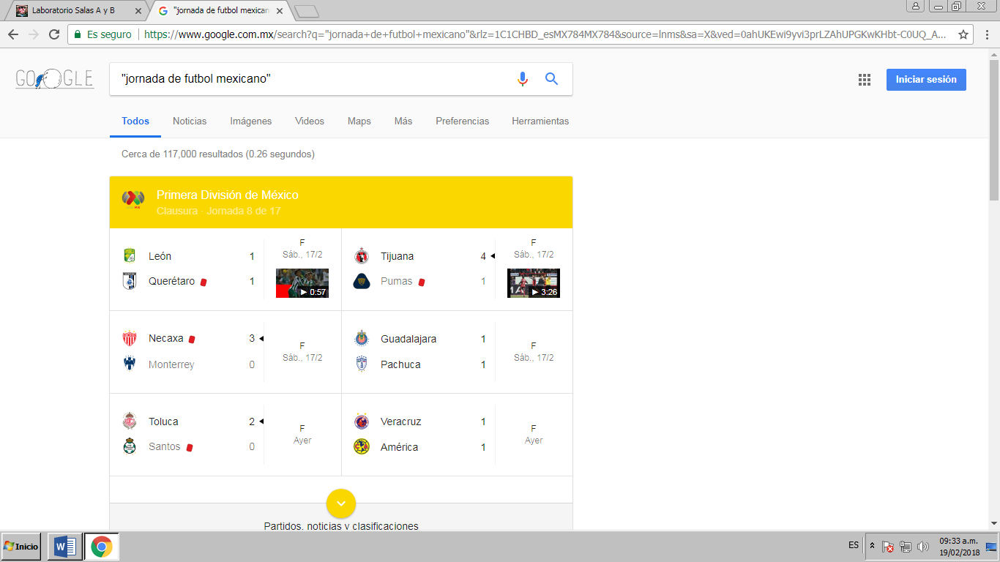 Laboratorio Salas A y B
"jornada de futbol mexican
Es seguro
https://www.google.com.mx/search?q="jornada+de+futbol+mexicano"&rlz=1C1CHBD_esMX784MX784&source=lnms&sa=X&ved=0ahUKEwi9yvi3prLZAhUPGKwKHbt-C0UQ_A...
GOOGLE
"jornada de futbol mexicano"
Iniciar sesión
Todos Noticias Imágenes Videos Maps Más Preferencias Herramientas
Cerca de 117,000 resultados (0.26 segundos)
Primera División de México
Clausura - Jornada 8 de 17
León 1
Querétaro 1
F
Sáb., 17/2
0:57
Tijuana 4
Pumas 1
F
Sáb., 17/2
3:26
Necaxa 3
Monterrey 0
F
Sáb., 17/2
Guadalajara 1
Pachuca 1
F
Sáb., 17/2
Toluca 2
Santos 0
F
Ayer
Veracruz 1
América 1
F
Ayer
Partidos, noticias y clasificaciones
Inicio
ES
09:33 a.m.
19/02/2018